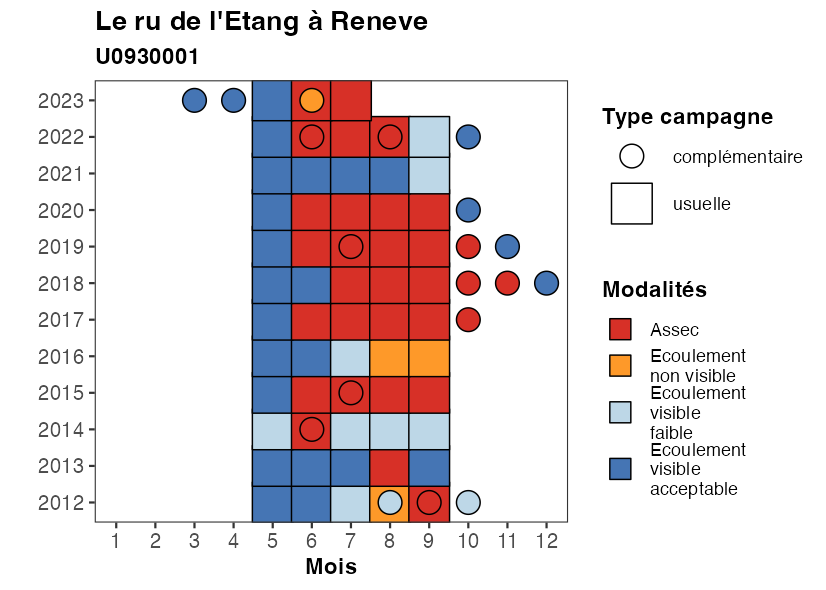 Le ru de l'Etang à Reneve
U0930001
2023
2022
2021
2020
2019
2018
2017
2016
2015
2014
2013
2012
1 2 3 4 5 6 7 8 9 10 11 12
Mois
Type campagne
complémentaire
usuelle
Modalités
Assec
Ecoulement
non visible
Ecoulement
visible
faible
Ecoulement
visible
acceptable